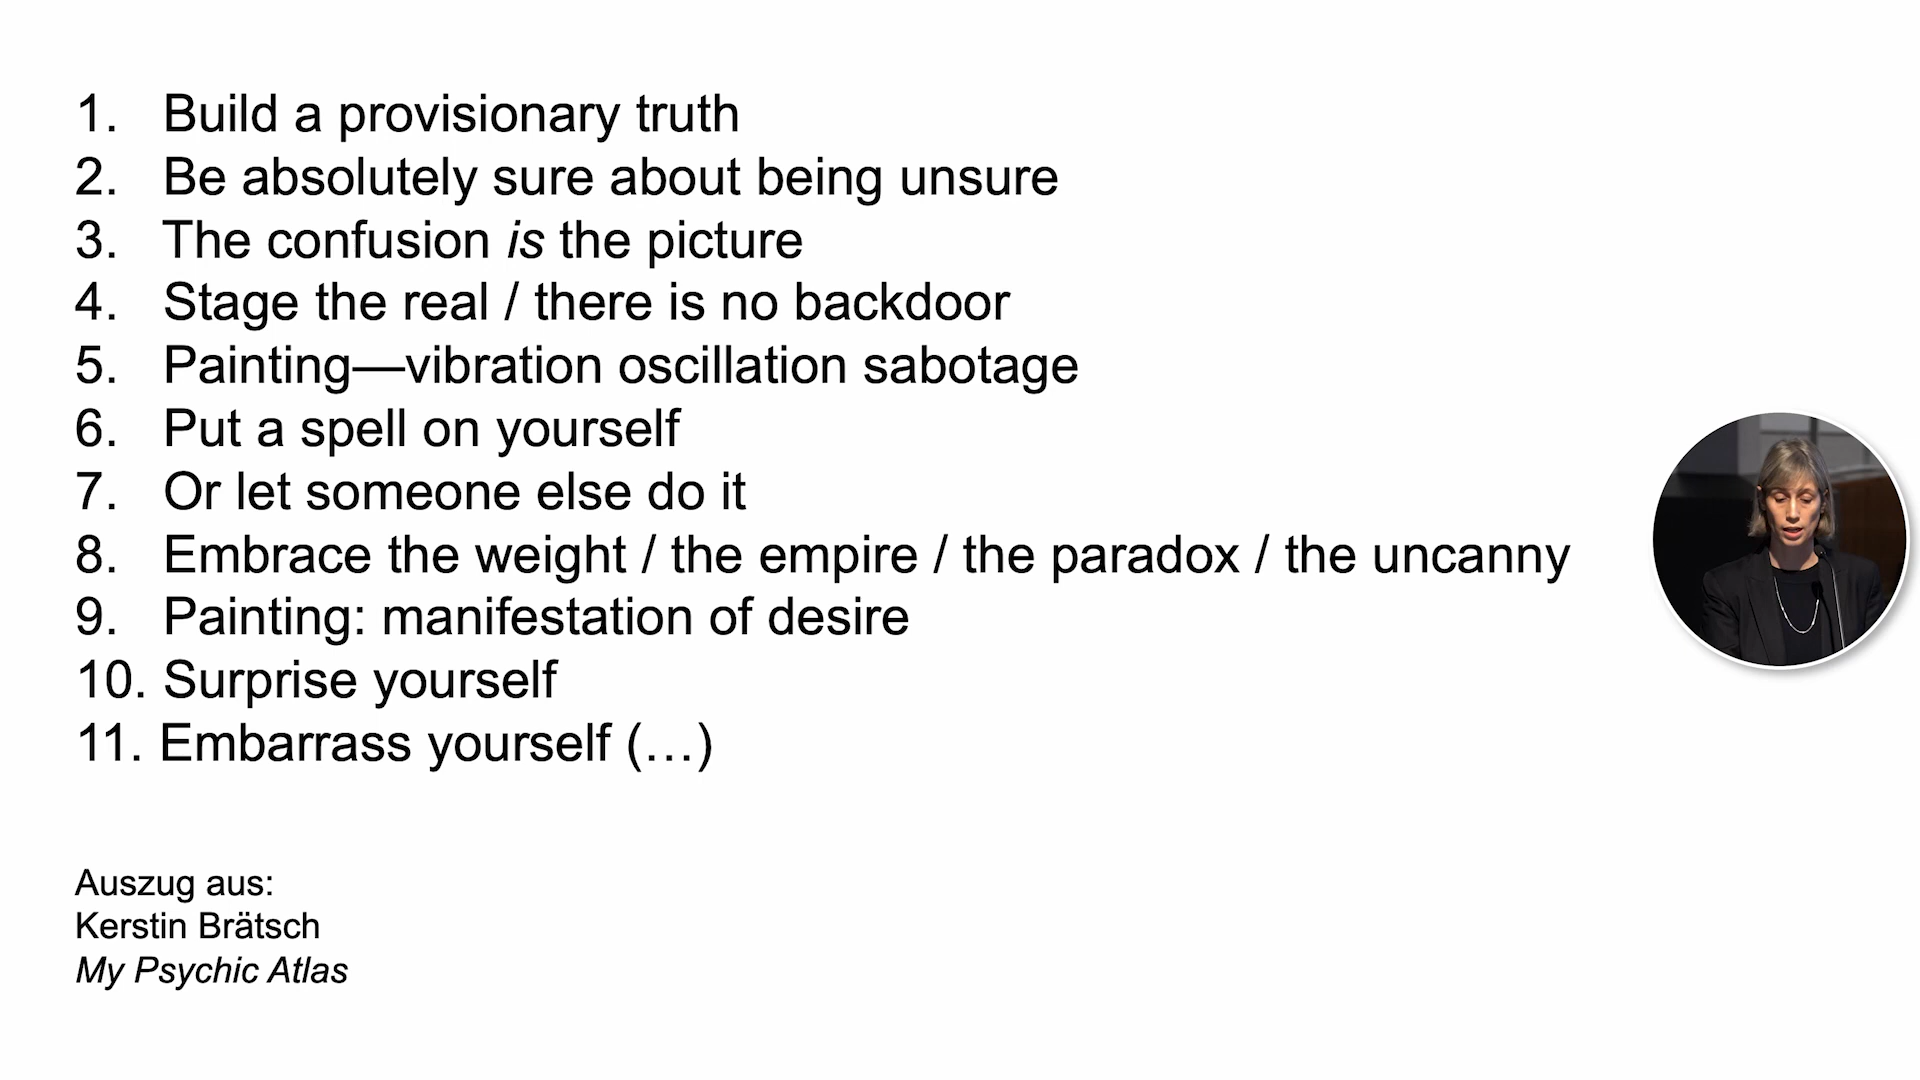 1. Build a provisionary truth
2. Be absolutely sure about being unsure
3. The confusion is the picture
4. Stage the real / there is no backdoor
5. Painting—vibration oscillation sabotage
6. Put a spell on yourself
7. Or let someone else do it
8. Embrace the weight / the empire / the paradox / the uncanny
9. Painting: manifestation of desire
10. Surprise yourself
11. Embarrass yourself (…)
Auszug aus:
Kerstin Brätsch
My Psychic Atlas